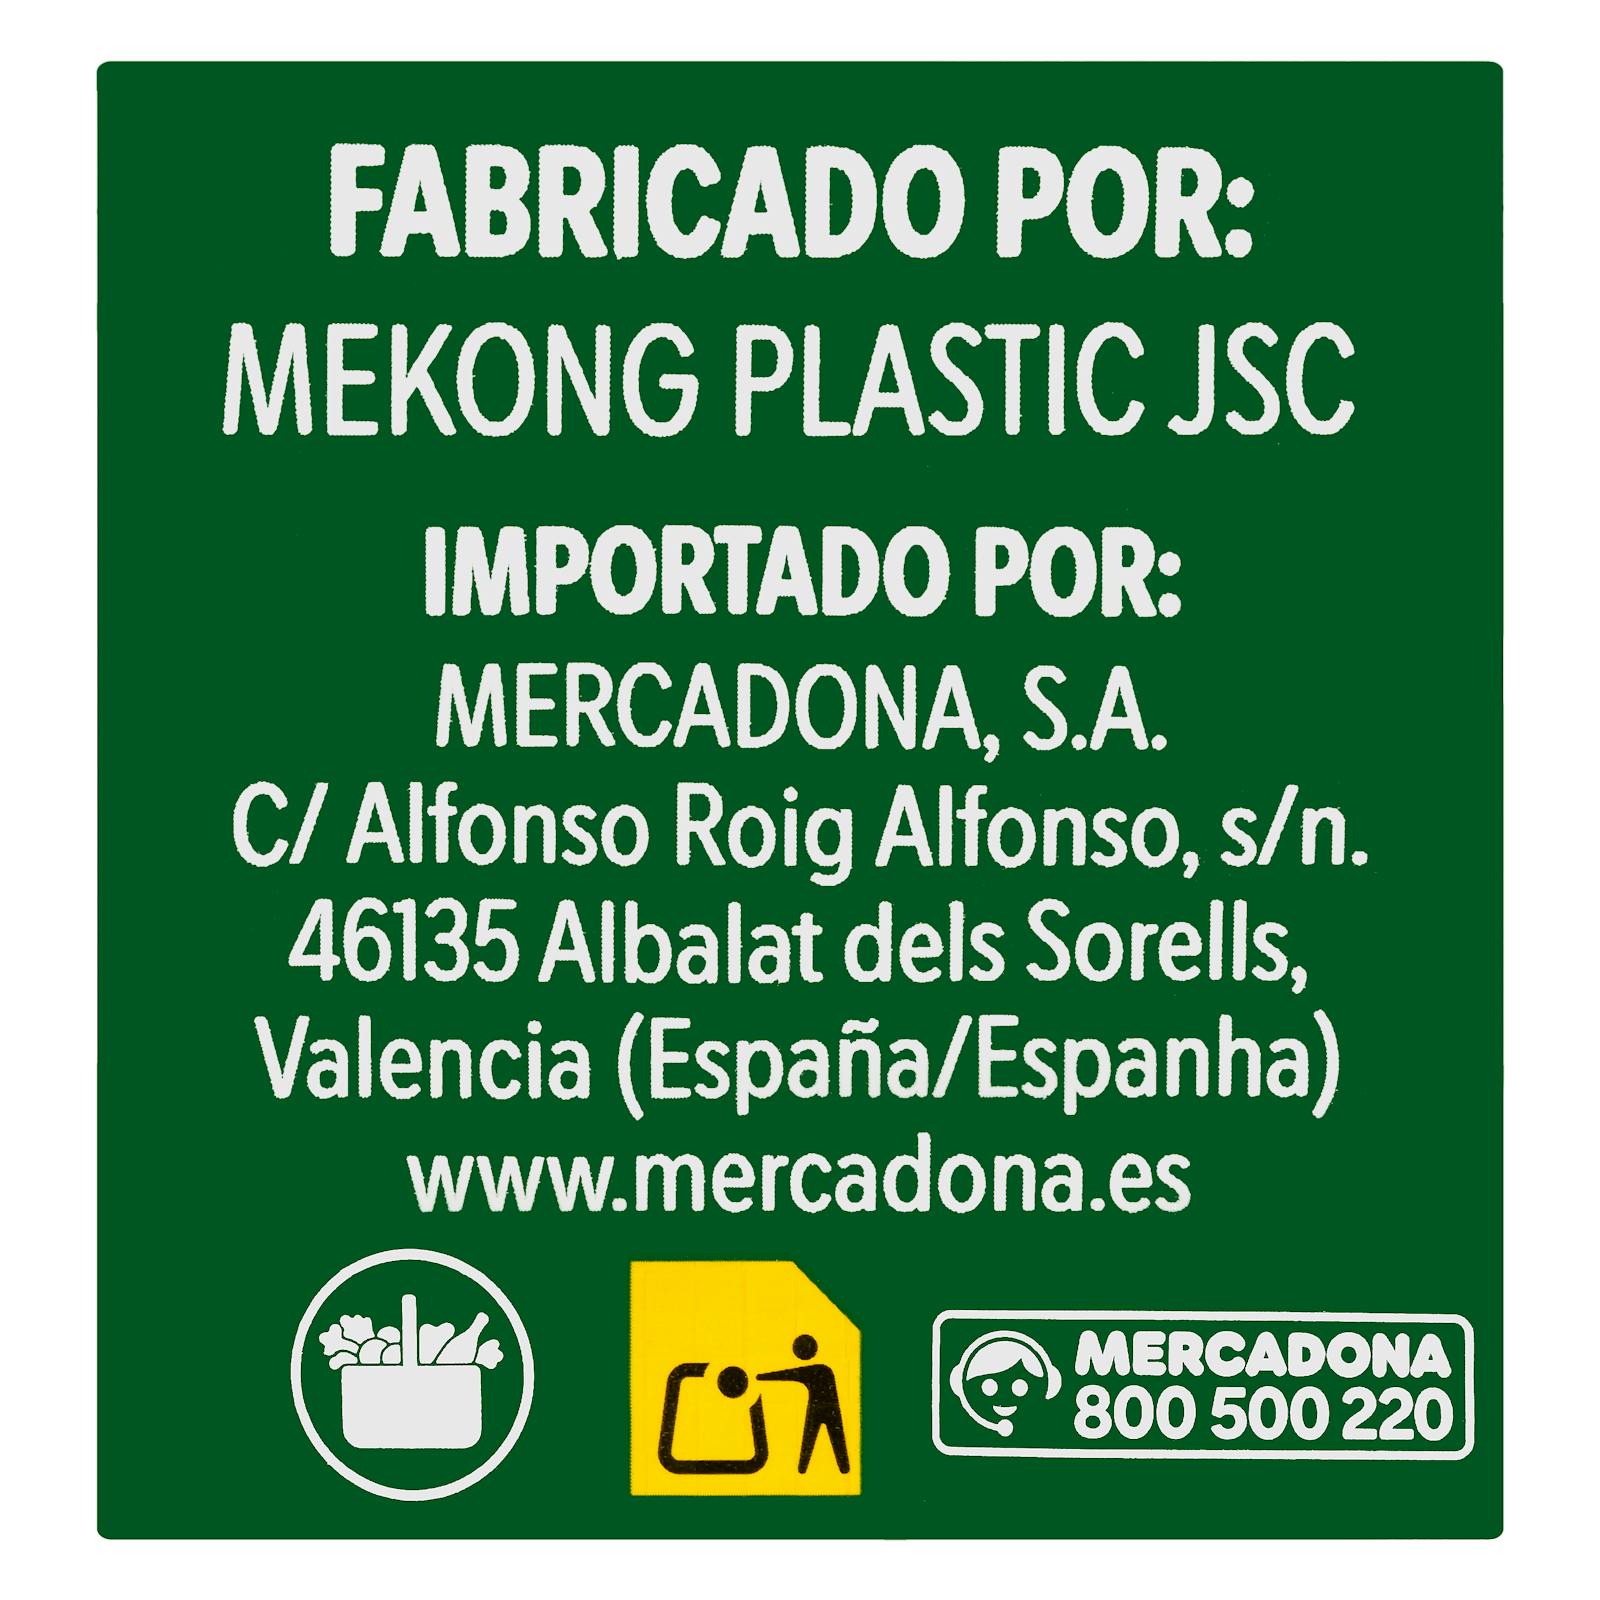 FABRICADO POR:
MEKONG PLASTIC JSC
IMPORTADO POR:
MERCADONA, S.A.
C/ Alfonso Roig Alfonso, s/n.
46135 Albalat dels Sorells,
Valencia (España/Espanha)
www.mercadona.es
MERCADONA
800 500 220